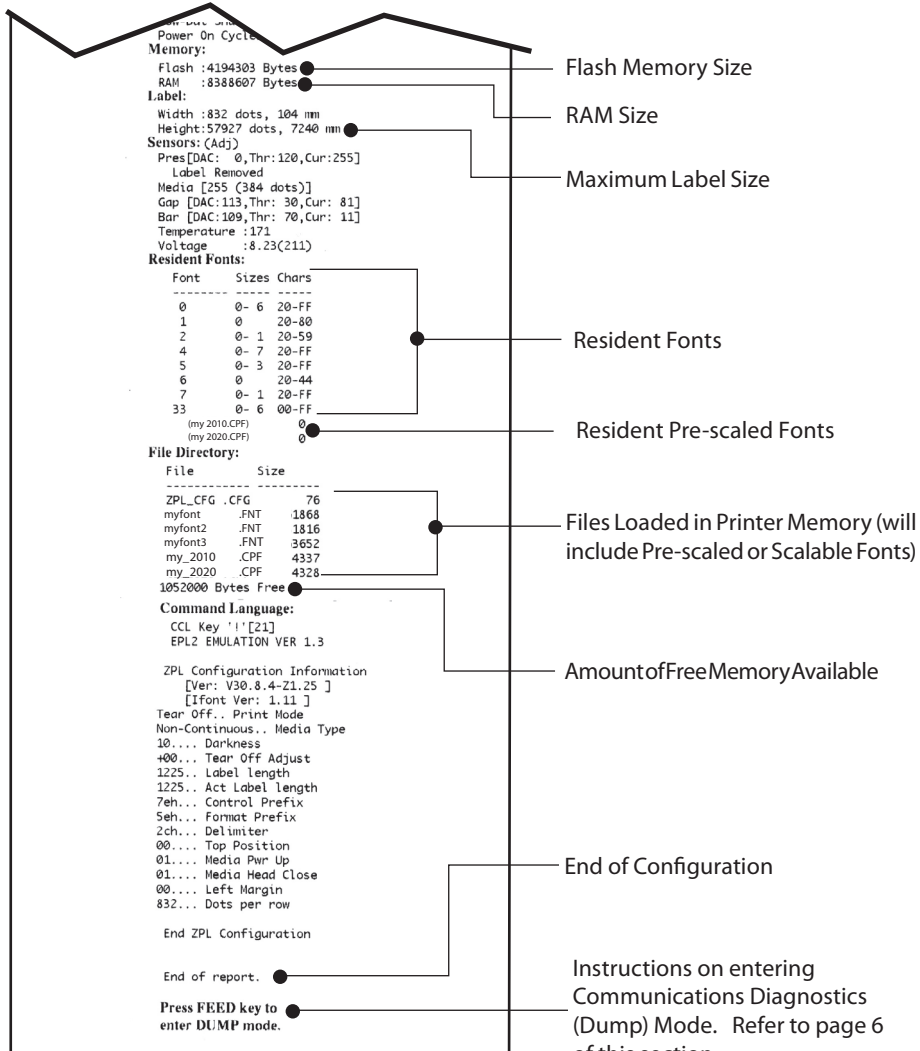 Power On Cycle
Memory:
Flash :4194303 Bytes
RAM :8388607 Bytes
Label:
Width :832 dots, 104 mm
Height:57927 dots, 7240 mm
Sensors: (Adj)
Pres[DAC: 0,Thr:120,Cur:255]
Label Removed
Media [255 (384 dots)]
Gap [DAC:113,Thr: 30,Cur: 81]
Bar [DAC:109,Thr: 70,Cur: 11]
Temperature :171
Voltage :8.23(211)
Resident Fonts:
Font Sizes Chars
-------- ----- -----
0 0- 6 20-FF
1 0 20-80
2 0- 1 20-59
4 0- 7 20-FF
5 0- 3 20-FF
6 0 20-44
7 0- 1 20-FF
33 0- 6 00-FF
(my 2010.CPF) 0
(my 2020.CPF) 0
File Directory:
File Size
------------ ---------
ZPL_CFG .CFG 76
myfont .FNT 1868
myfont2 .FNT 1816
myfont3 .FNT 3652
my_2010 .CPF 4337
my_2020 .CPF 4328
1052000 Bytes Free
Command Language:
CCL Key '!'[21]
EPL2 EMULATION VER 1.3
ZPL Configuration Information
[Ver: V30.8.4-Z1.25 ]
[Ifont Ver: 1.11 ]
Tear Off.. Print Mode
Non-Continuous.. Media Type
10.... Darkness
+00... Tear Off Adjust
1225.. Label length
1225.. Act Label length
7eh... Control Prefix
5eh... Format Prefix
2ch... Delimiter
00.... Top Position
01.... Media Pwr Up
01.... Media Head Close
00.... Left Margin
832... Dots per row
End ZPL Configuration
End of report.
Press FEED key to
enter DUMP mode.
Flash Memory Size
RAM Size
Maximum Label Size
Resident Fonts
Resident Pre-scaled Fonts
Files Loaded in Printer Memory (will
include Pre-scaled or Scalable Fonts)
Amount of Free Memory Available
End of Configuration
Instructions on entering
Communications Diagnostics
(Dump) Mode. Refer to page 6
of this section